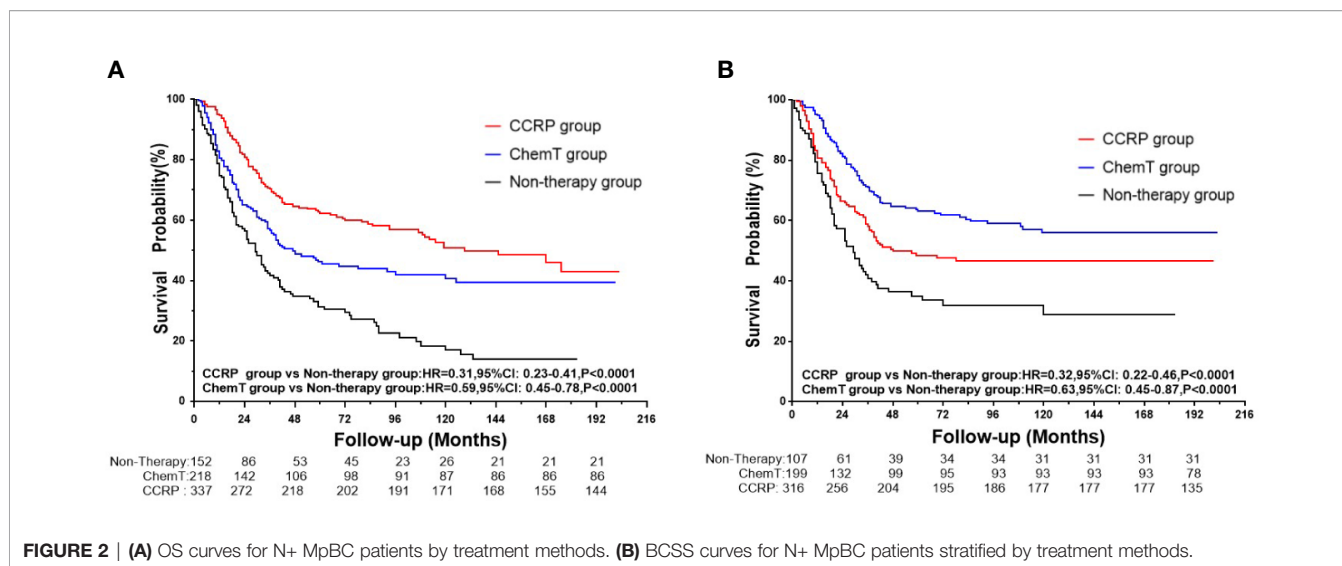 A
Survival Probability(%)
100
80
60
40
20
0
CCRP group
ChemT group
Non-therapy group
CCRP group vs Non-therapy group:HR=0.31,95%CI: 0.23-0.41,P<0.0001
ChemT group vs Non-therapy group:HR=0.59,95%CI: 0.45-0.78,P<0.0001
0 24 48 72 96 120 144 168 192 216
Follow-up (Months)
Non-Therapy:152 86 53 45 23 26 21 21 21
ChemT:218 142 106 98 91 87 86 86 86
CCRP : 337 272 218 202 191 171 168 155 144
B
Survival Probability (%)
100
80
60
40
20
0
CCRP group
ChemT group
Non-therapy group
CCRP group vs Non-therapy group:HR=0.32,95%CI: 0.22-0.46,P<0.0001
ChemT group vs Non-therapy group:HR=0.63,95%CI: 0.45-0.87,P<0.0001
0 24 48 72 96 120 144 168 192 216
Follow-up (Months)
Non-Therapy:107 61 39 34 34 31 31 31 31
ChemT:199 132 99 95 93 93 93 93 78
CCRP : 316 256 204 195 186 177 177 177 135
FIGURE 2 | (A) OS curves for N+ MpBC patients by treatment methods. (B) BCSS curves for N+ MpBC patients stratified by treatment methods.